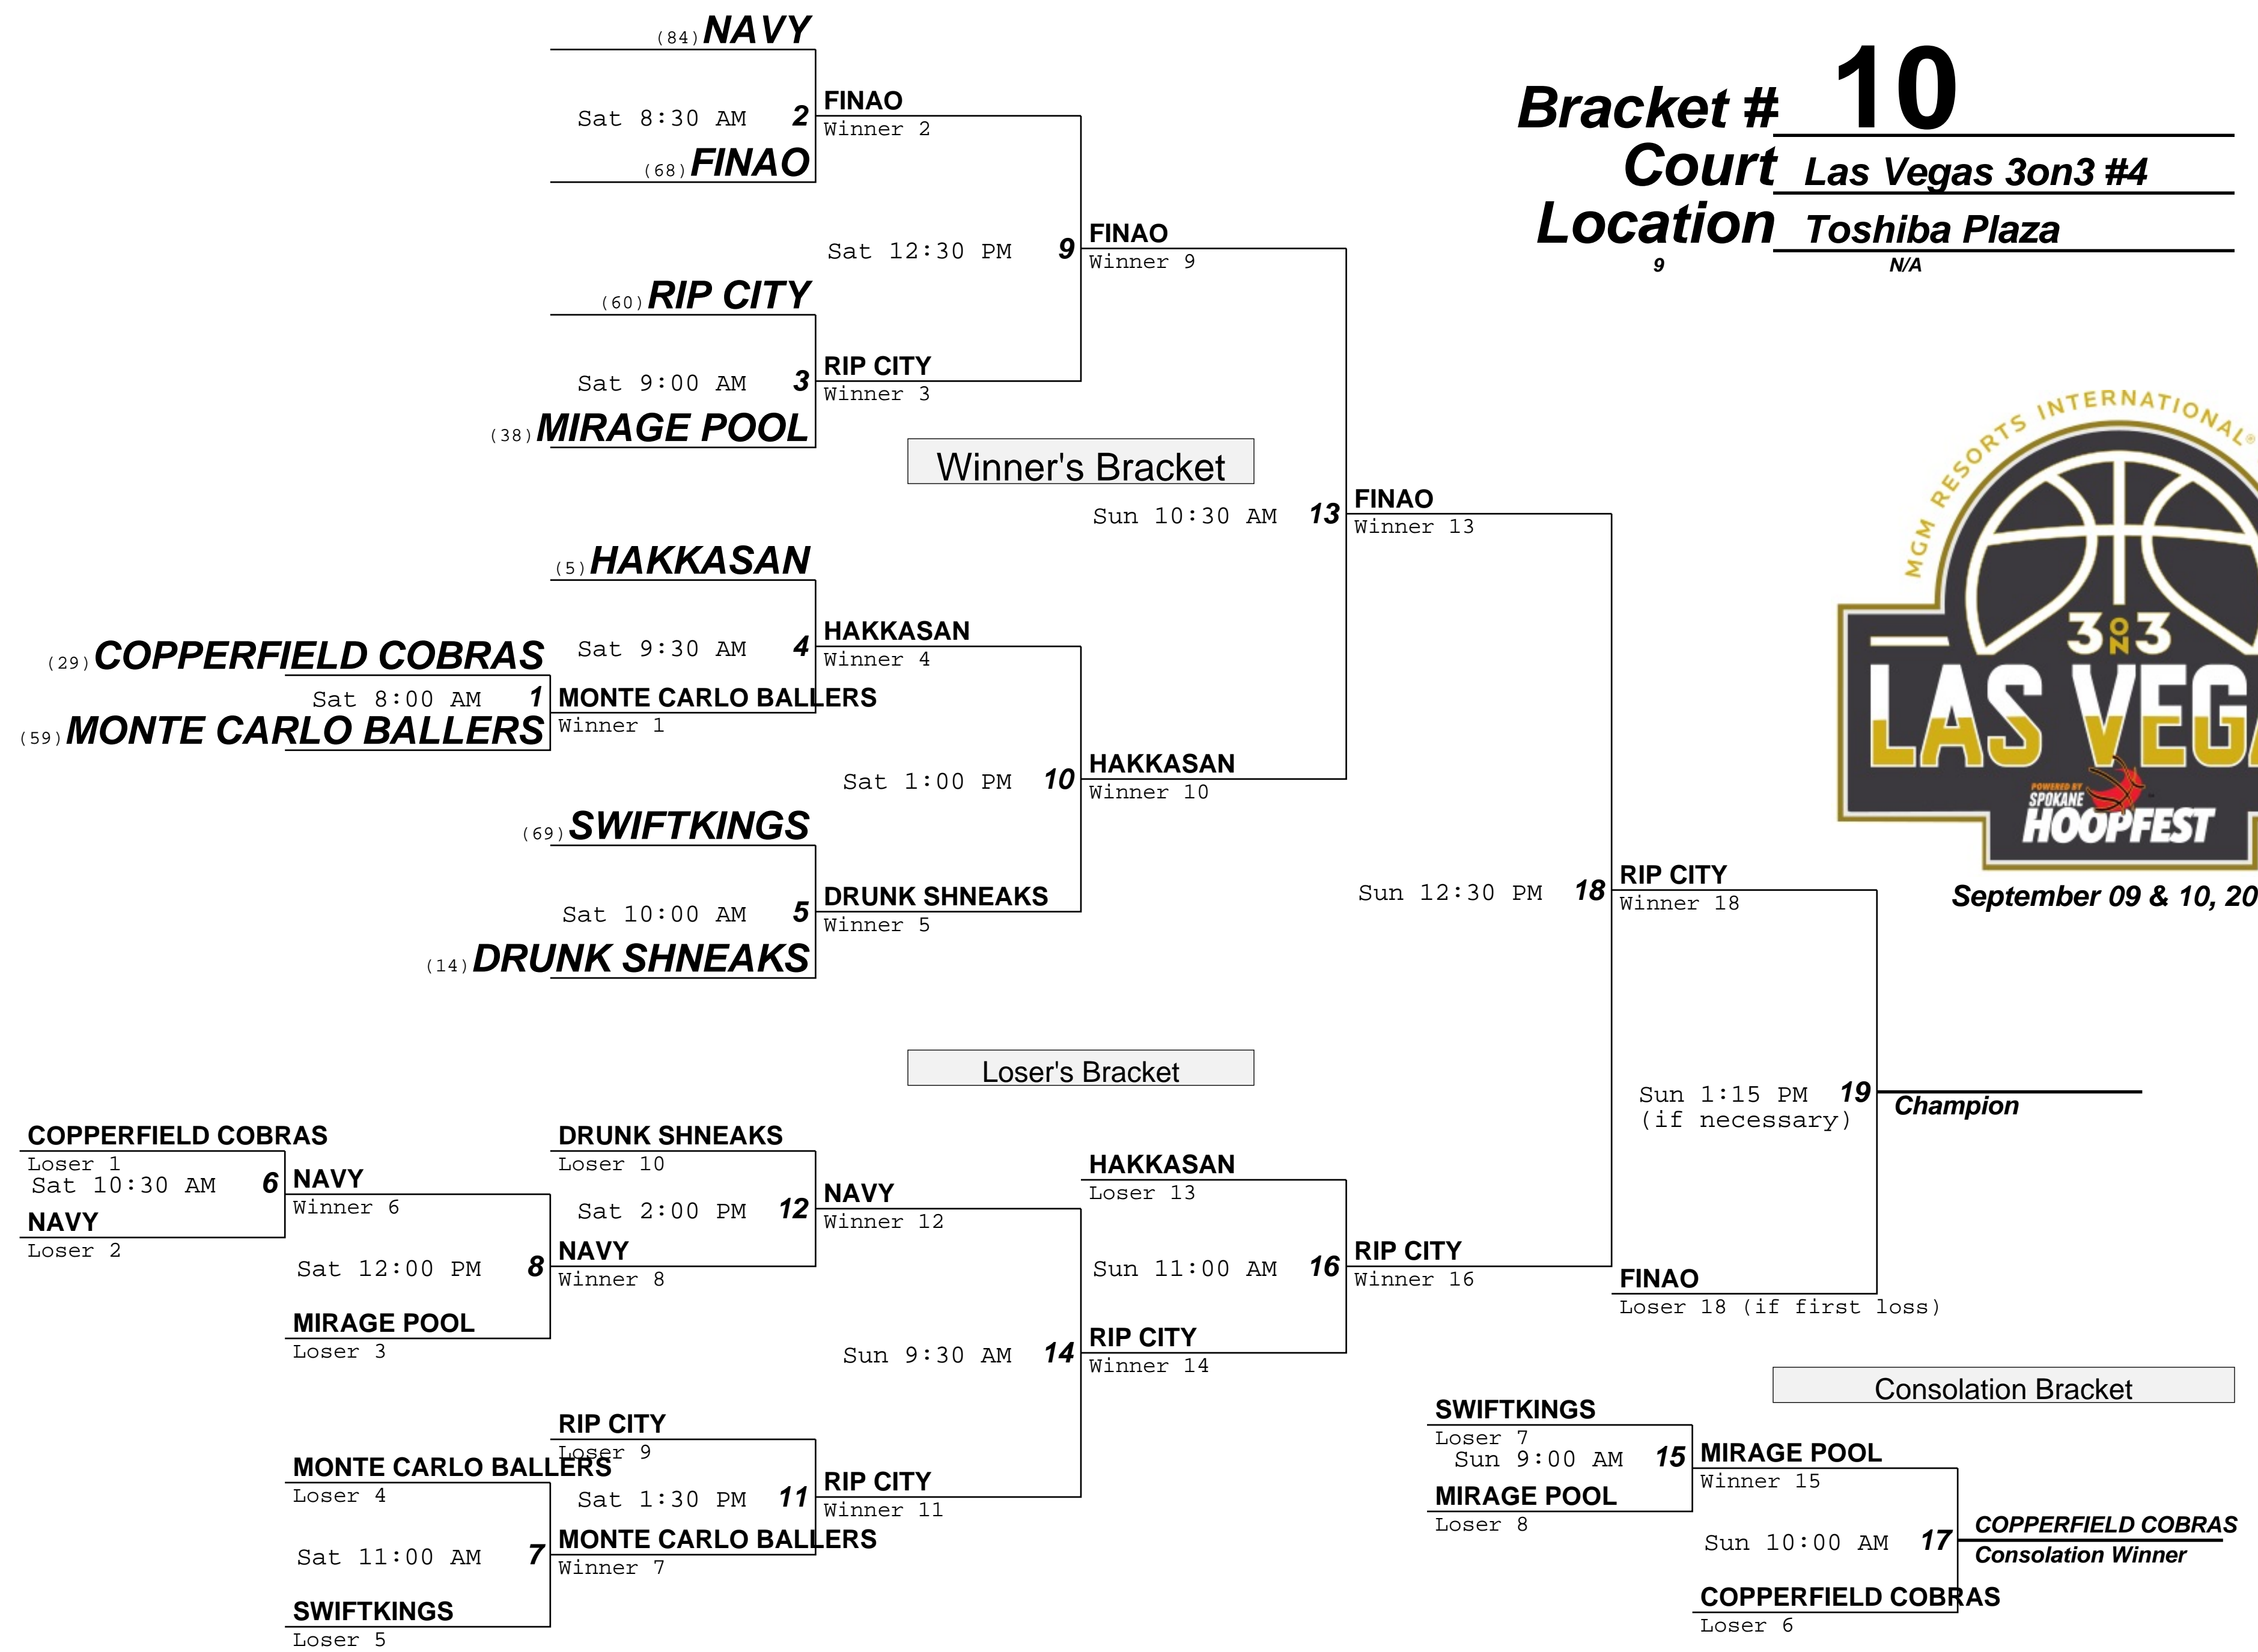 (84) NAVY
Sat 8:30 AM 2
FINAO
Winner 2
(68) FINAO
Sat 12:30 PM 9
FINAO
Winner 9
(60) RIP CITY
Sat 9:00 AM 3
RIP CITY
Winner 3
(38) MIRAGE POOL
Winner's Bracket
Sun 10:30 AM 13
FINAO
Winner 13
(5) HAKKASAN
Sat 9:30 AM 4
HAKKASAN
Winner 4
(29) COPPERFIELD COBRAS
Sat 8:00 AM 1
MONTE CARLO BALLERS
Winner 1
(59) MONTE CARLO BALLERS
Sat 1:00 PM 10
HAKKASAN
Winner 10
(69) SWIFTKINGS
Sat 10:00 AM 5
DRUNK SHNEAKS
Winner 5
(14) DRUNK SHNEAKS
Sun 12:30 PM 18
RIP CITY
Winner 18
Bracket # 10
Court Las Vegas 3on3 #4
Location Toshiba Plaza
9 N/A
MGM RESORTS INTERNATIONAL®
3 ON 3
LAS VEGA
POWERED BY
SPOKANE
HOOPFEST
September 09 & 10, 20
Loser's Bracket
Sun 1:15 PM 19
(if necessary)
Champion
COPPERFIELD COBRAS
Loser 1
Sat 10:30 AM 6
NAVY
Winner 6
NAVY
Loser 2
Sat 12:00 PM 8
NAVY
Winner 8
MIRAGE POOL
Loser 3
DRUNK SHNEAKS
Loser 10
Sat 2:00 PM 12
NAVY
Winner 12
HAKKASAN
Loser 13
Sun 11:00 AM 16
RIP CITY
Winner 16
FINAO
Loser 18 (if first loss)
Sun 9:30 AM 14
RIP CITY
Winner 14
RIP CITY
Loser 9
MONTE CARLO BALLERS
Loser 4
Sat 1:30 PM 11
RIP CITY
Winner 11
Sat 11:00 AM 7
MONTE CARLO BALLERS
Winner 7
SWIFTKINGS
Loser 5
Consolation Bracket
SWIFTKINGS
Loser 7
Sun 9:00 AM 15
MIRAGE POOL
Winner 15
MIRAGE POOL
Loser 8
Sun 10:00 AM 17
COPPERFIELD COBRAS
Consolation Winner
COPPERFIELD COBRAS
Loser 6